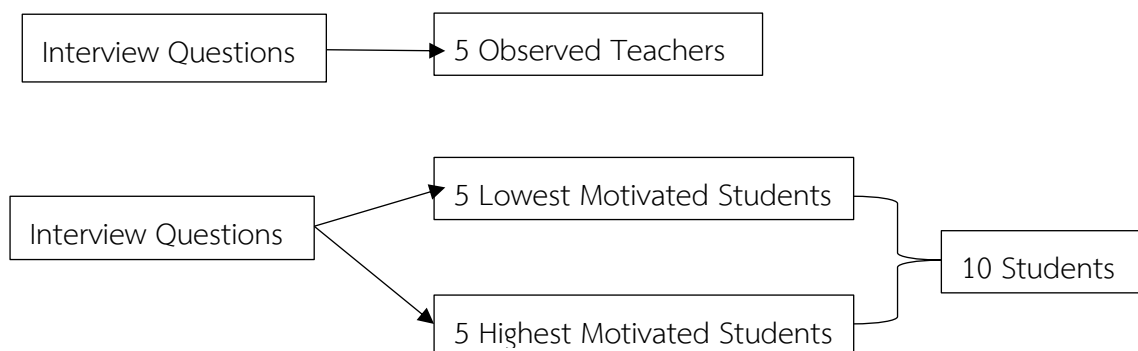 Interview Questions
5 Observed Teachers
5 Lowest Motivated Students
Interview Questions
10 Students
5 Highest Motivated Students